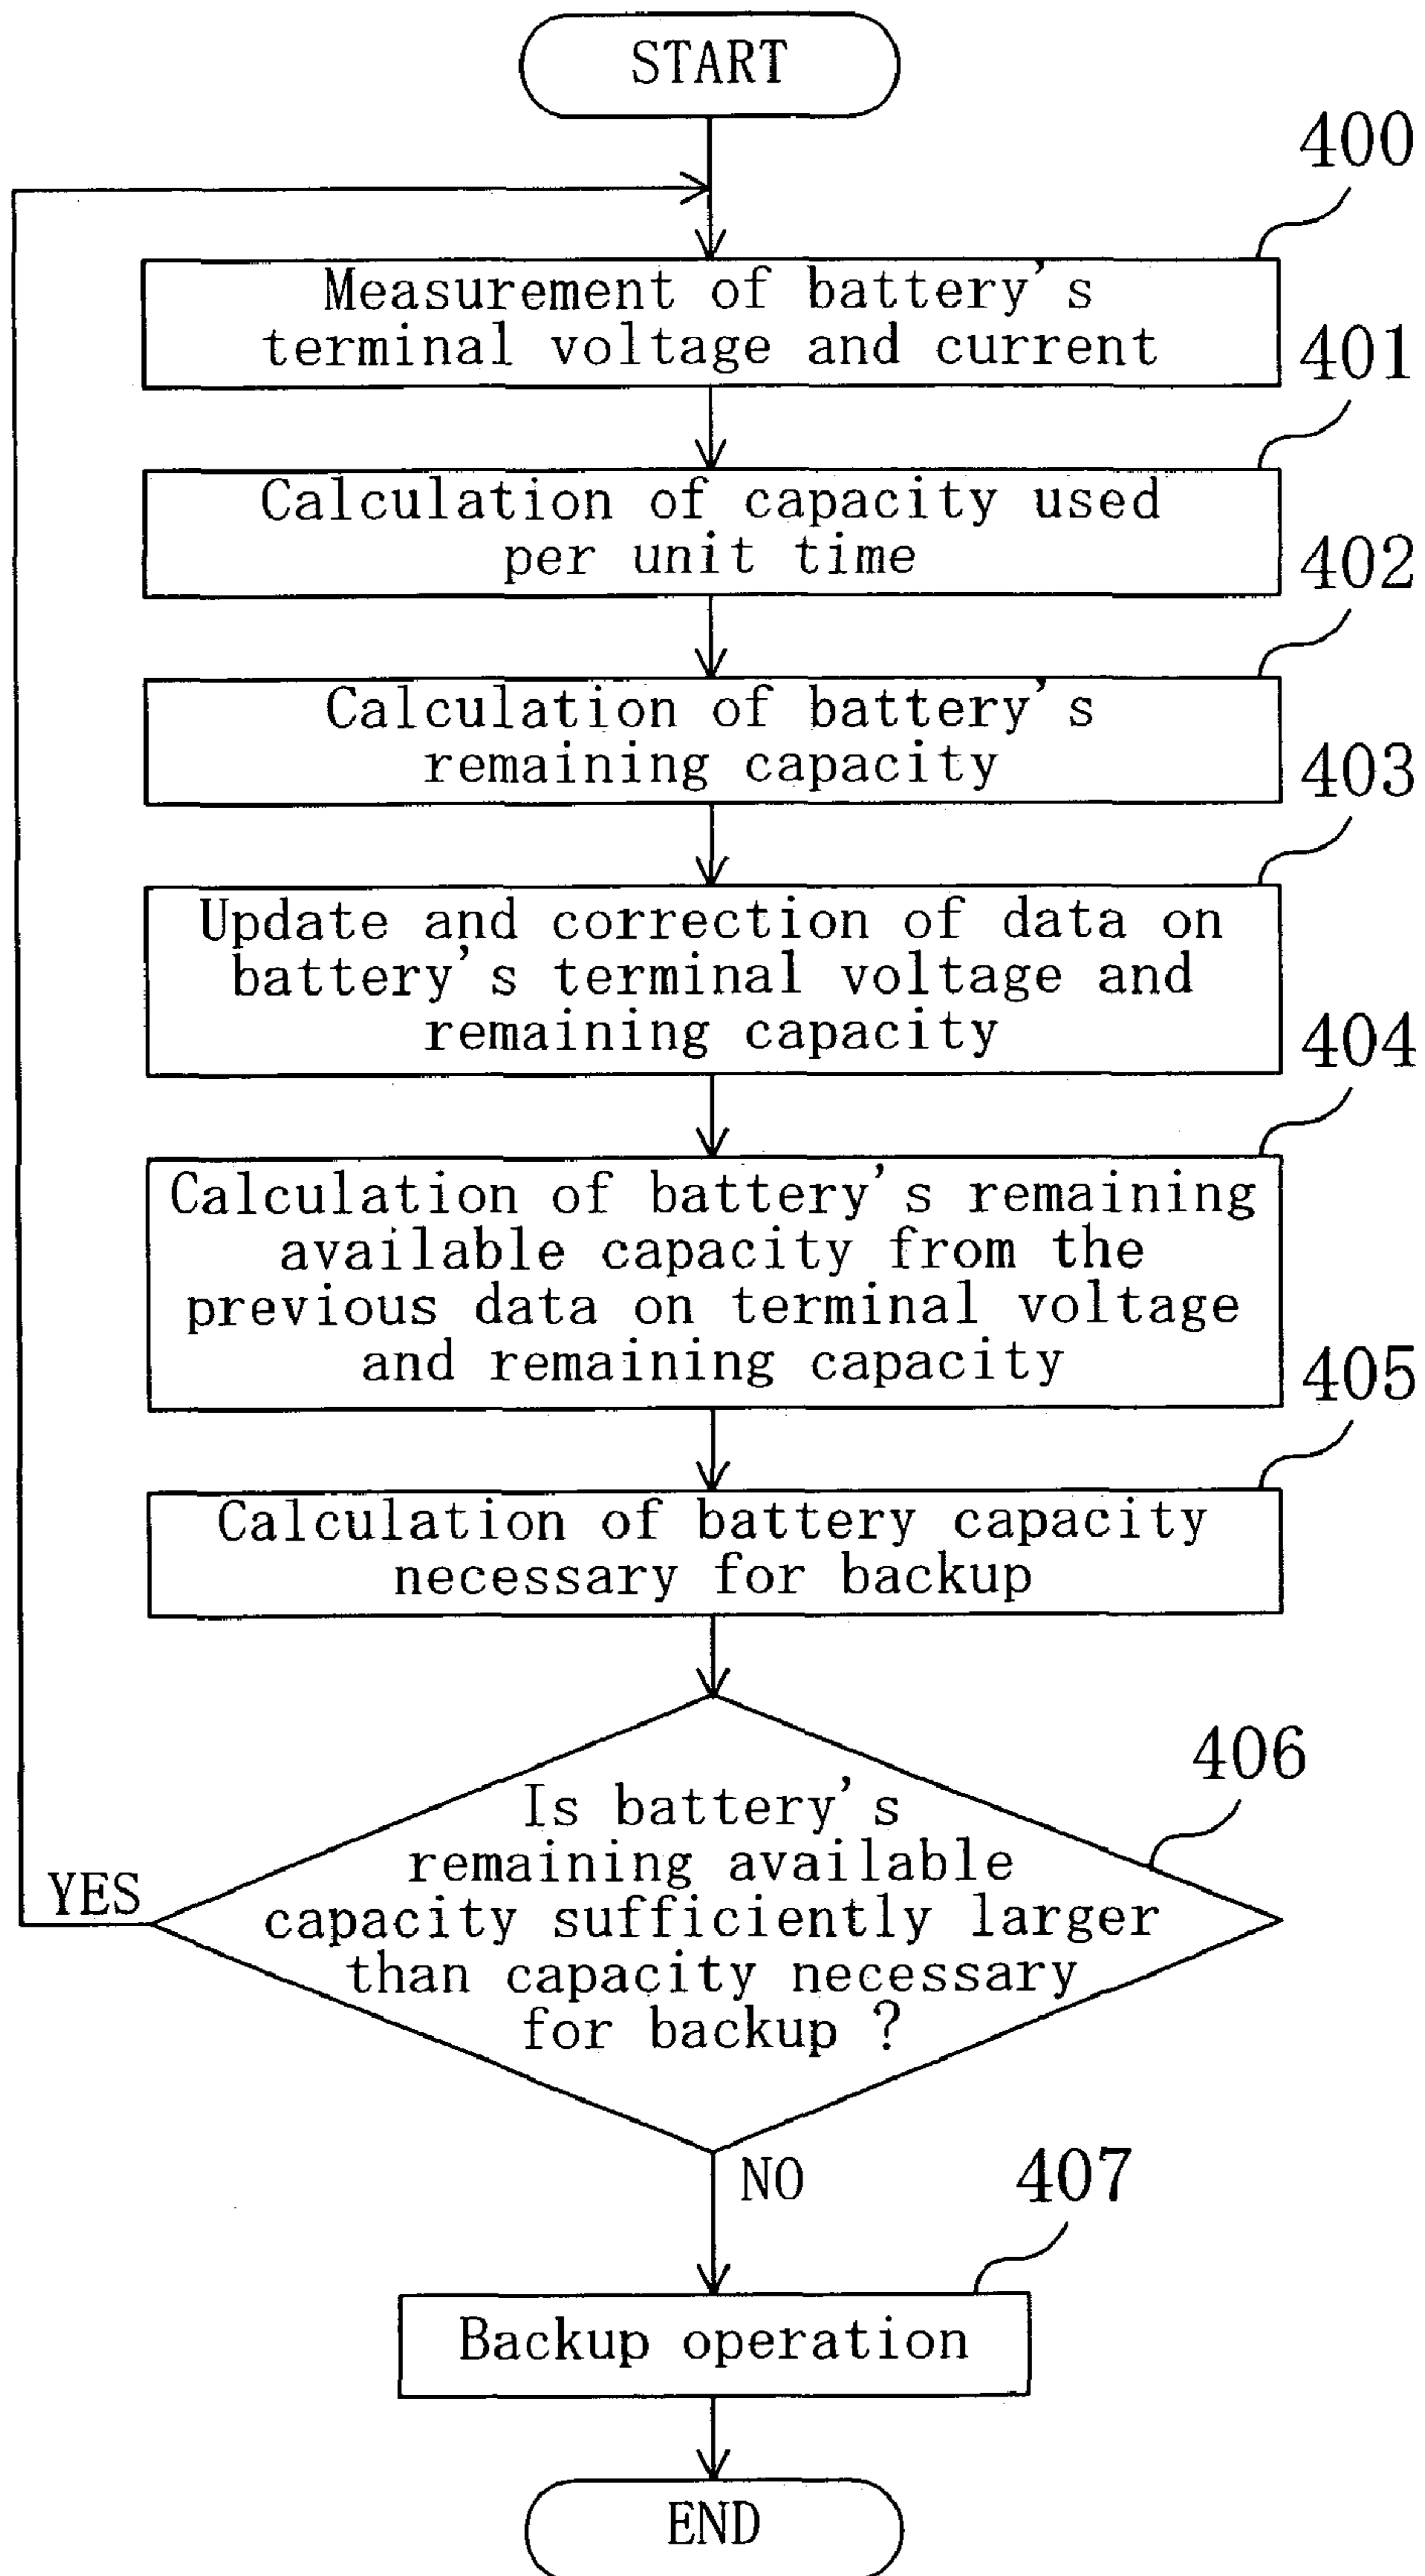 START
400
Measurement of battery's
terminal voltage and current
401
Calculation of capacity used
per unit time
402
Calculation of battery's
remaining capacity
403
Update and correction of data on
battery's terminal voltage and
remaining capacity
404
Calculation of battery's remaining
available capacity from the
previous data on terminal voltage
and remaining capacity
405
Calculation of battery capacity
necessary for backup
406
Is battery's
remaining available
capacity sufficiently larger
than capacity necessary
for backup ?
YES
NO
407
Backup operation
END